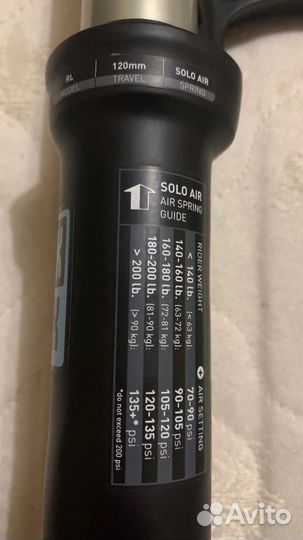 RL
MODEL
120mm
TRAVEL
SOLO AIR
SPRING
SOLO AIR
AIR SPRING
GUIDE
RIDER WEIGHT
AIR SETTING
< 140 lb. (< 63 kg): 70-90 psi
140-160 lb. (63-72 kg): 90-105 psi
160-180 lb. (72-81 kg): 105-120 psi
180-200 lb. (81-90 kg): 120-135 psi
> 200 lb. (> 90 kg): 135+* psi
*do not exceed 200 psi
Avito